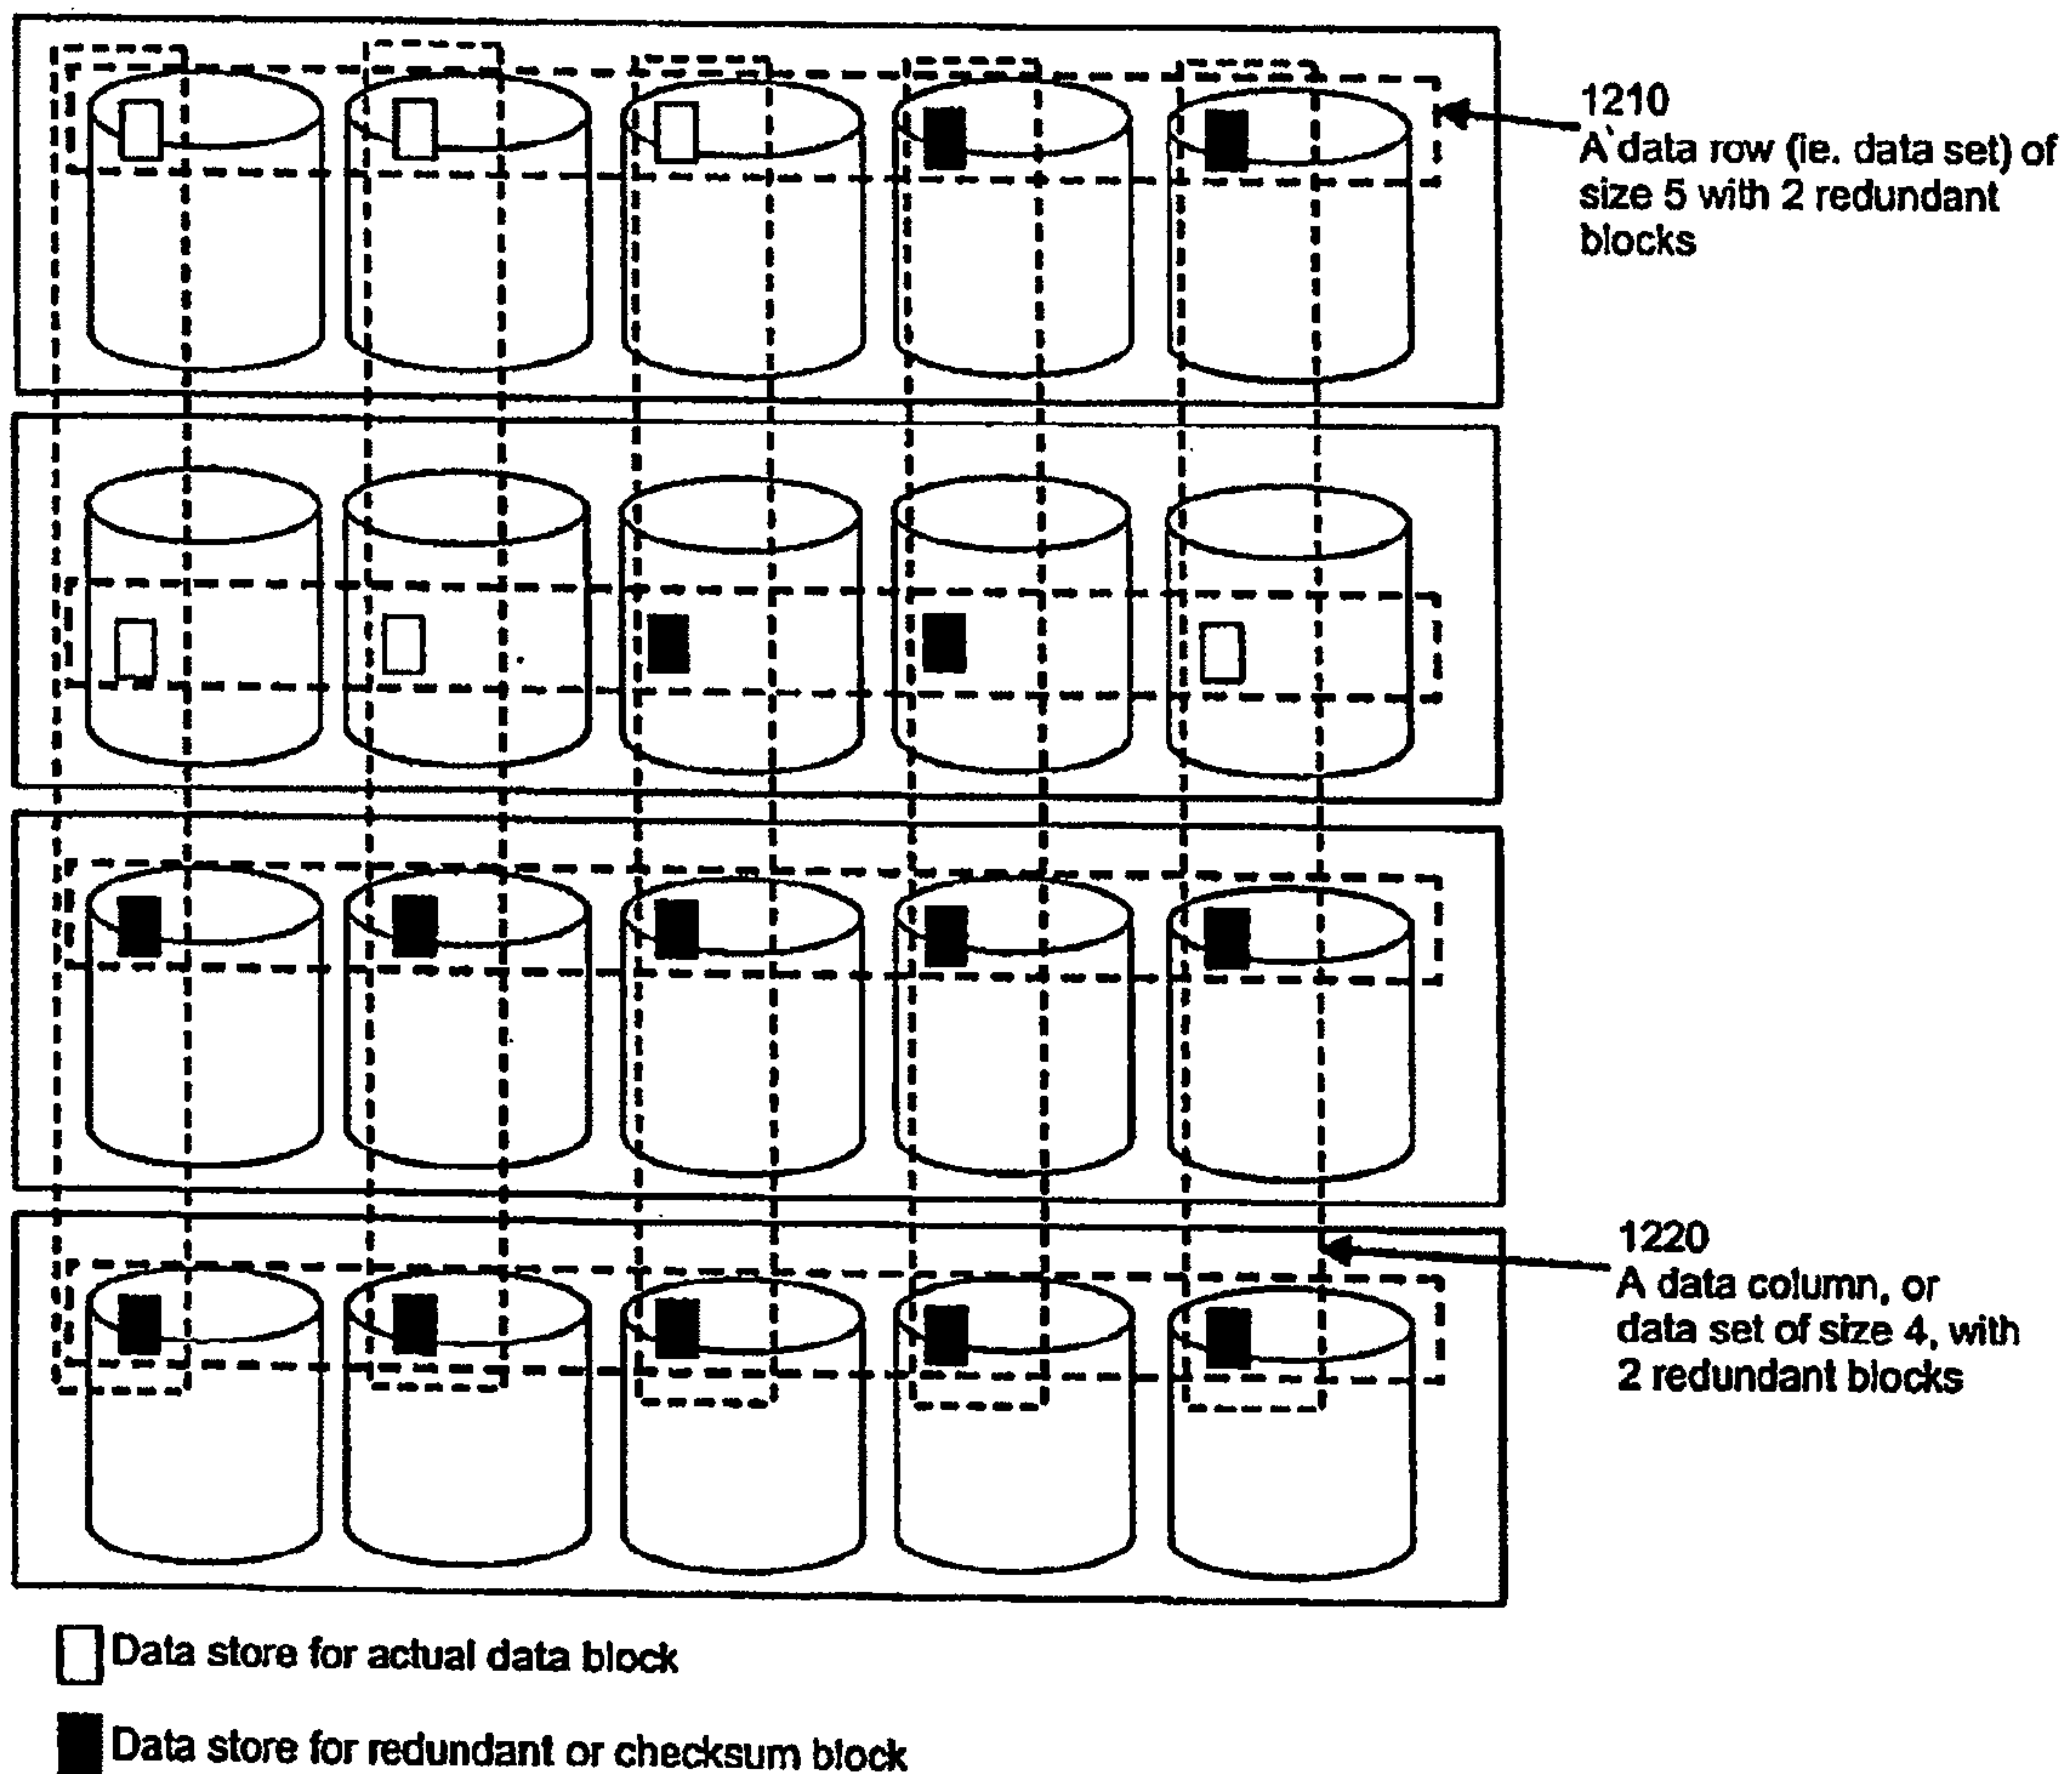 1210
A data row (ie. data set) of
size 5 with 2 redundant
blocks
1220
A data column, or
data set of size 4, with
2 redundant blocks
Data store for actual data block
Data store for redundant or checksum block